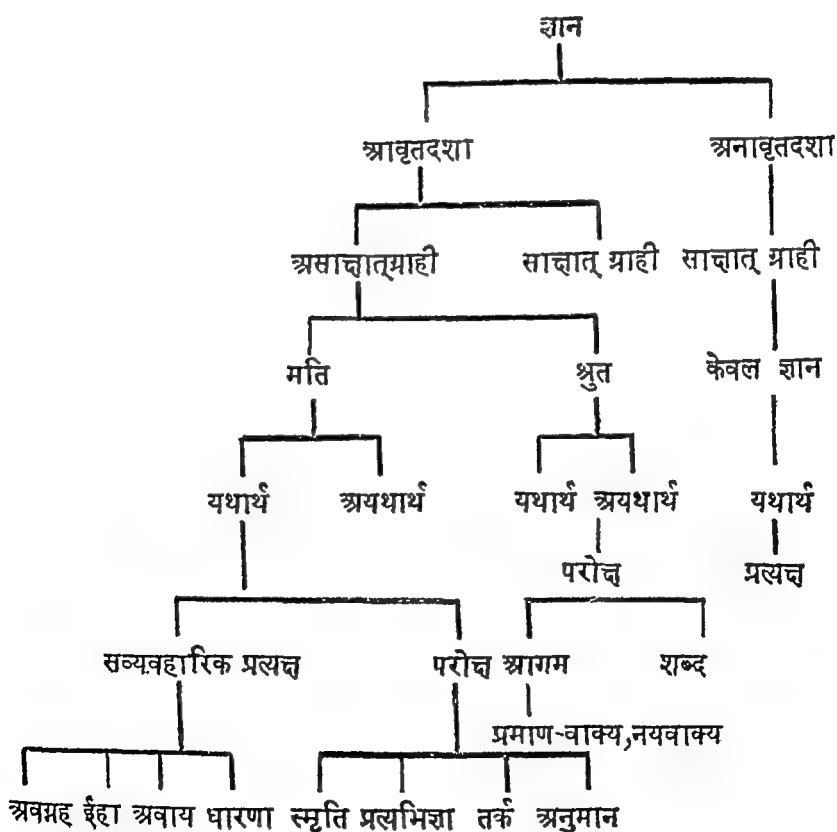 ज्ञान
आवृतदशा अनावृतदशा
असाक्षात्‌ग्राही साक्षात् ग्राही साक्षात् ग्राही
मति श्रुत केवल ज्ञान
यथार्थ अयथार्थ यथार्थ अयथार्थ यथार्थ
परोक्ष प्रत्यक्ष
सव्यवहारिक प्रत्यक्ष परोक्ष आगम शब्द
प्रमाण-वाक्य,नयवाक्य
अवग्रह ईहा अवाय धारणा स्मृति प्रत्यभिज्ञा तर्क अनुमान